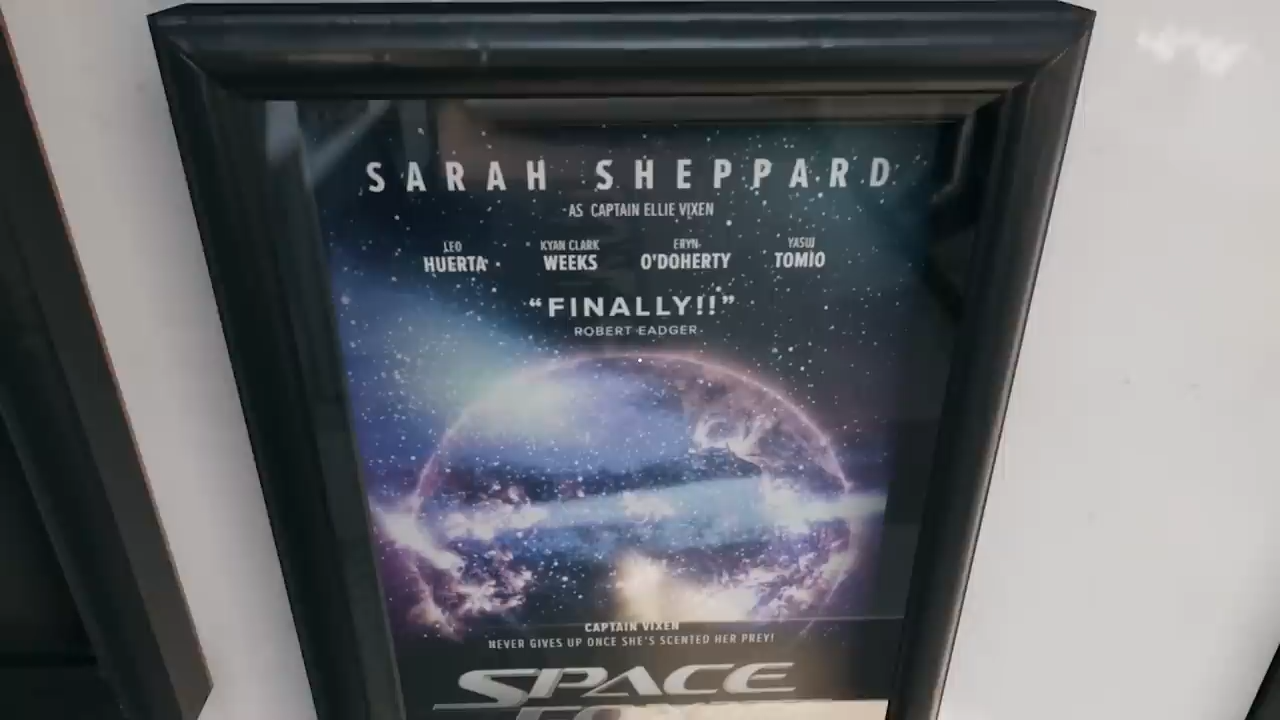 SARAH SHEPPARD
AS CAPTAIN ELLIE VIXEN
LEO HUERTA
KYAN CLARK WEEKS
ERYN O'DOHERTY
YASUJ TOMIO
"FINALLY!!"
ROBERT EADGER
CAPTAIN VIXEN
NEVER GIVES UP ONCE SHE'S SCENTED HER PREY!
SPACE